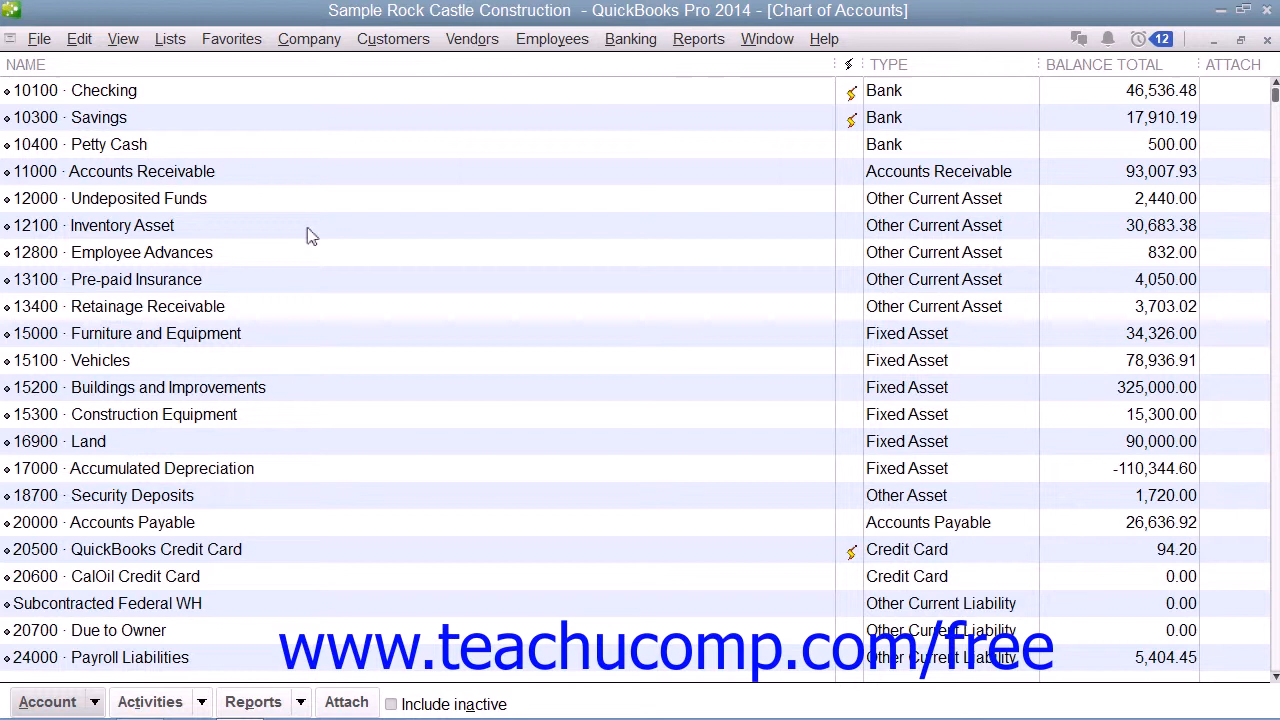 Sample Rock Castle Construction - QuickBooks Pro 2014 - [Chart of Accounts]
File Edit View Lists Favorites Company Customers Vendors Employees Banking Reports Window Help 12
NAME TYPE BALANCE TOTAL ATTACH
10100 · Checking Bank 46,536.48
10300 · Savings Bank 17,910.19
10400 · Petty Cash Bank 500.00
11000 · Accounts Receivable Accounts Receivable 93,007.93
12000 · Undeposited Funds Other Current Asset 2,440.00
12100 · Inventory Asset Other Current Asset 30,683.38
12800 · Employee Advances Other Current Asset 832.00
13100 · Pre-paid Insurance Other Current Asset 4,050.00
13400 · Retainage Receivable Other Current Asset 3,703.02
15000 · Furniture and Equipment Fixed Asset 34,326.00
15100 · Vehicles Fixed Asset 78,936.91
15200 · Buildings and Improvements Fixed Asset 325,000.00
15300 · Construction Equipment Fixed Asset 15,300.00
16900 · Land Fixed Asset 90,000.00
17000 · Accumulated Depreciation Fixed Asset -110,344.60
18700 · Security Deposits Other Asset 1,720.00
20000 · Accounts Payable Accounts Payable 26,636.92
20500 · QuickBooks Credit Card Credit Card 94.20
20600 · CalOil Credit Card Credit Card 0.00
Subcontracted Federal WH Other Current Liability 0.00
20700 · Due to Owner Other Current Liability 0.00
www.teachucomp.com/free
24000 · Payroll Liabilities Other Current Liability 5,404.45
Account Activities Reports Attach Include inactive